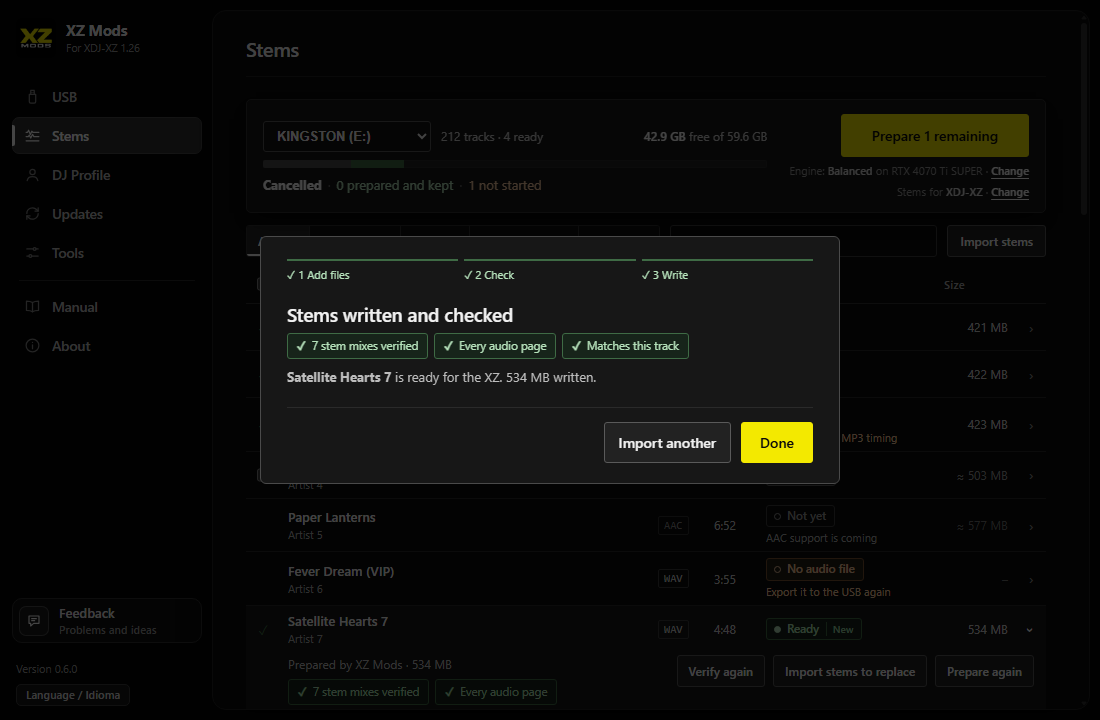 XZ
MODS
XZ Mods
For XDJ-XZ 1.26
USB
Stems
DJ Profile
Updates
Tools
Manual
About
Feedback
Problems and ideas
Version 0.6.0
Language / Idioma
Stems
KINGSTON (E:)
212 tracks · 4 ready
42.9 GB free of 59.6 GB
Prepare 1 remaining
Cancelled · 0 prepared and kept · 1 not started
Engine: Balanced on RTX 4070 Ti SUPER · Change
Stems for XDJ-XZ · Change
Import stems
Size
421 MB
422 MB
423 MB
MP3 timing
✓ 1 Add files
✓ 2 Check
✓ 3 Write
Stems written and checked
✓ 7 stem mixes verified
✓ Every audio page
✓ Matches this track
Satellite Hearts 7 is ready for the XZ. 534 MB written.
Import another
Done
Artist 4
≈ 503 MB
Paper Lanterns
Artist 5
AAC
6:52
Not yet
AAC support is coming
≈ 577 MB
Fever Dream (VIP)
Artist 6
WAV
3:55
No audio file
Export it to the USB again
–
Satellite Hearts 7
Artist 7
WAV
4:48
Ready
New
534 MB
Prepared by XZ Mods · 534 MB
✓ 7 stem mixes verified
✓ Every audio page
Verify again
Import stems to replace
Prepare again